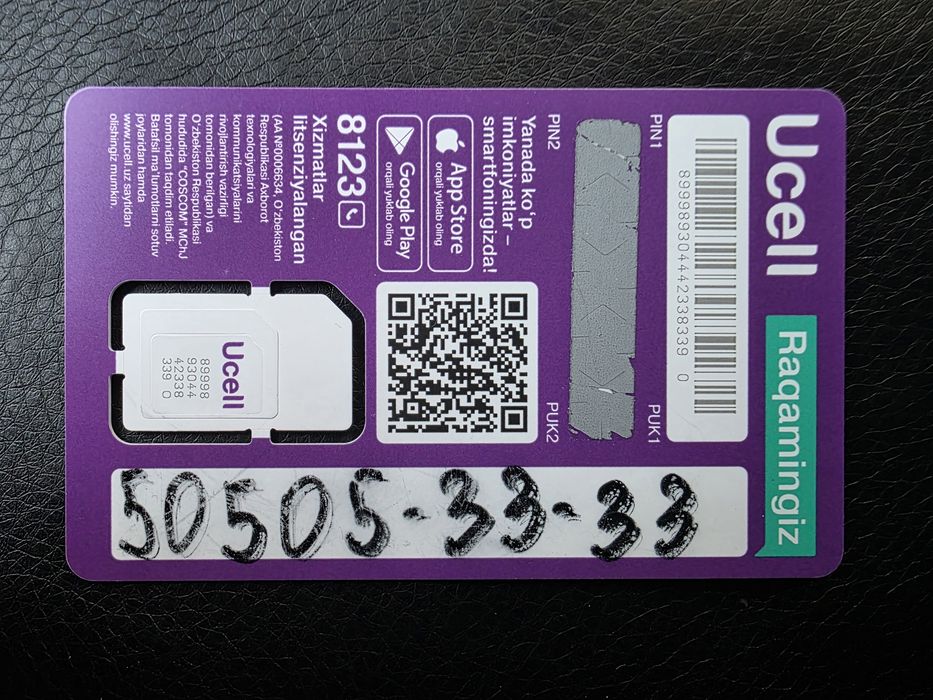 Ucell
Raqamingiz
8999893044423383​39 0
PIN1
PUK1
PIN2
PUK2
Yanada ko‘p
imkoniyatlar –
smartfoningizda!
App Store
orqali yuklab oling
Google Play
orqali yuklab oling
8123
Xizmatlar
litsenziyalangan
(AA №0006634, O‘zbekiston
Respublikasi Axborot
texnologiyalari va
kommunikatsiyalarini
rivojlantirish vazirligi
tomonidan berilgan) va
O‘zbekiston Respublikasi
hududida “COSCOM” MChJ
tomonidan taqdim etiladi.
Batafsil ma’lumotlarni sotuv
joylaridan hamda
www.ucell.uz saytidan
olishingiz mumkin.
Ucell
89998
93044
42338
339 0
50505-33-33